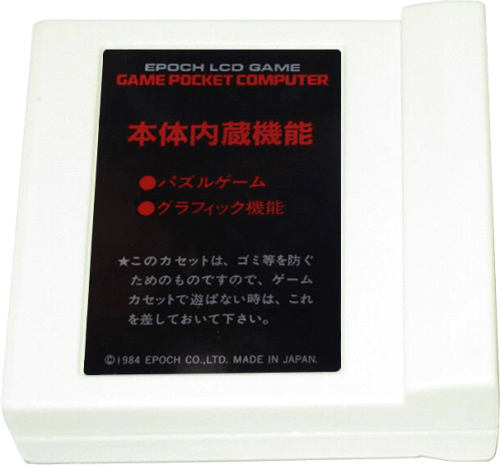 EPOCH LCD GAME
GAME POCKET COMPUTER
本体内蔵機能
●パズルゲーム
●グラフィック機能
★このカセットは、ゴミ等を防ぐ
ためのものですので、ゲーム
カセットで遊ばない時は、これ
を差しておいて下さい。
©1984 EPOCH CO.,LTD. MADE IN JAPAN.